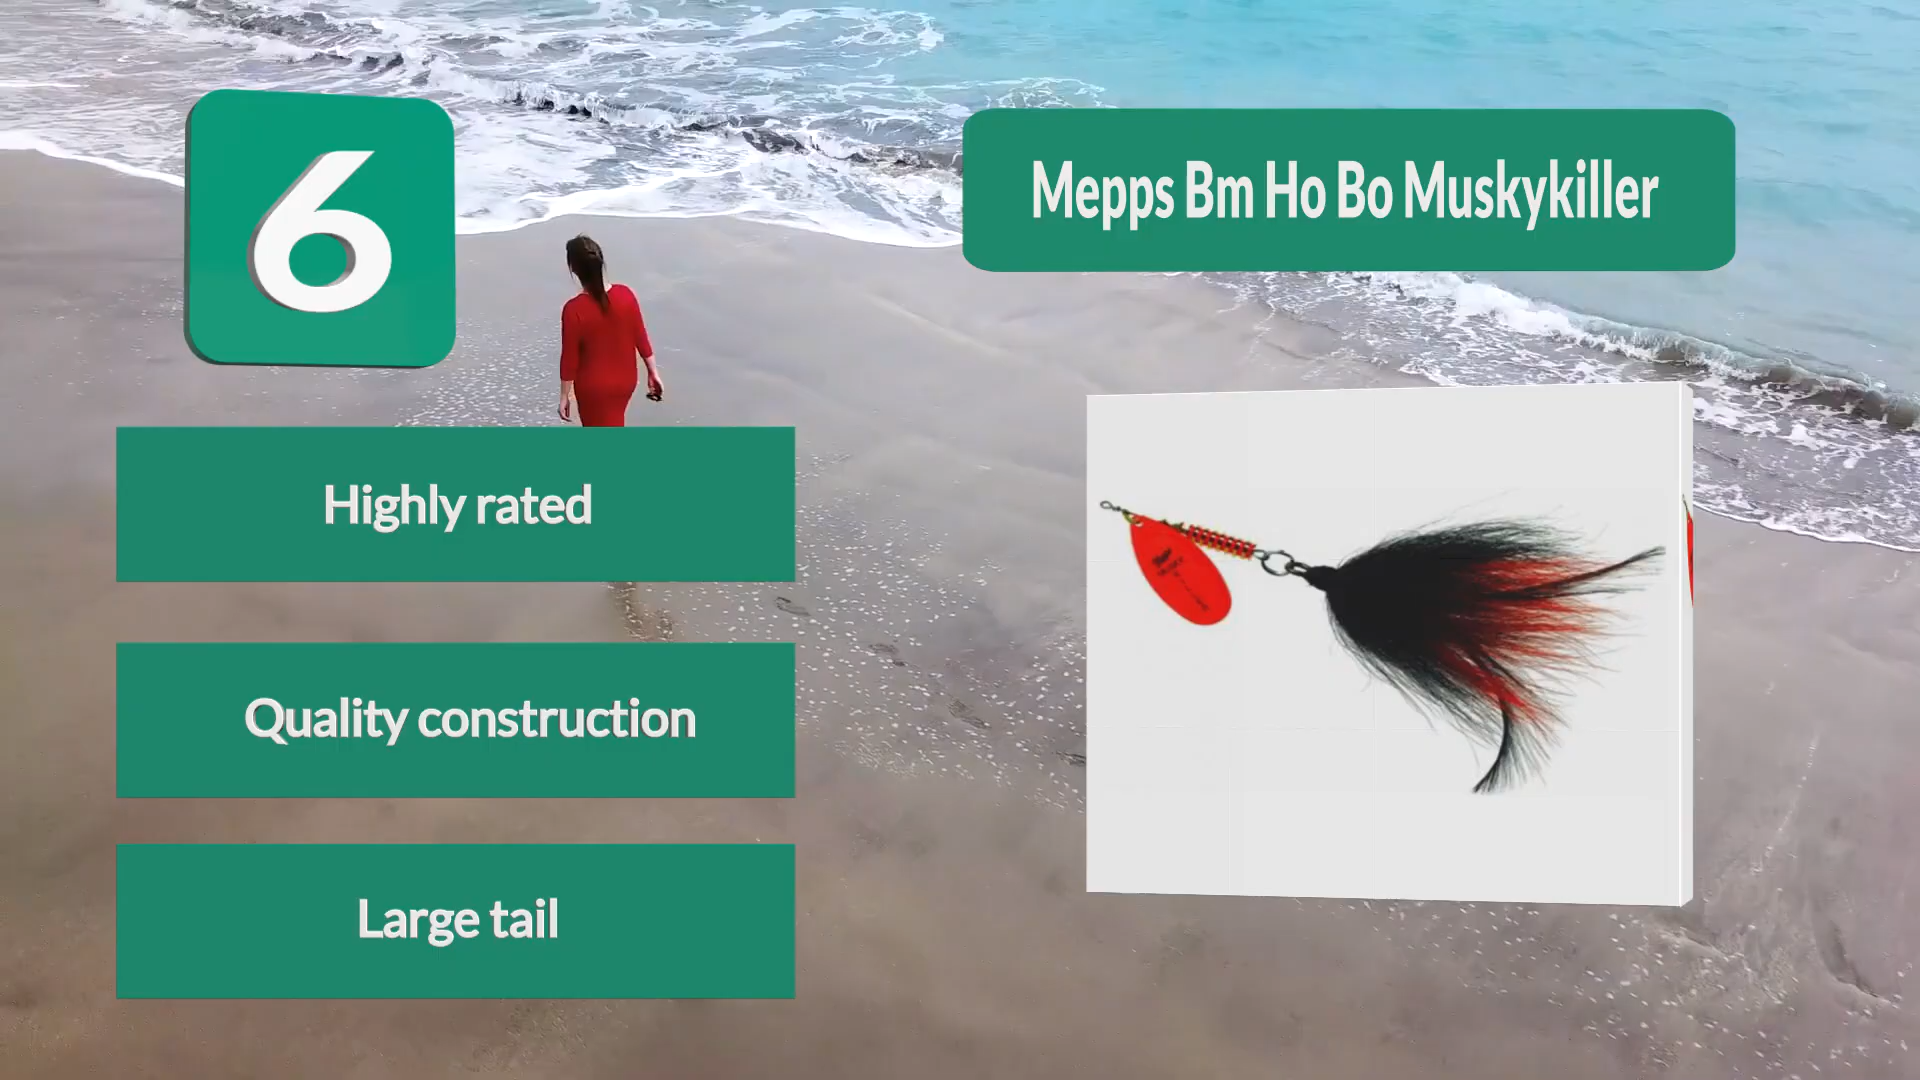 6
Mepps Bm Ho Bo Muskykiller
Highly rated
Quality construction
Large tail